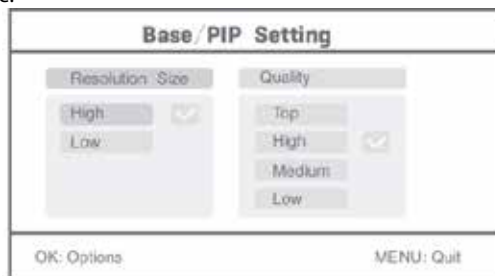 Base/PIP Setting
Resolution Size
High
Low
Quality
Top
High
Medium
Low
OK: Options
MENU: Quit